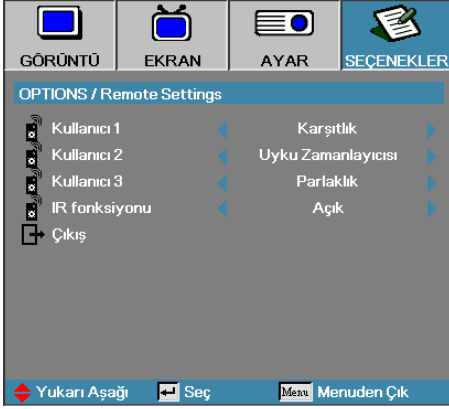 GÖRÜNTÜ EKRAN AYAR SEÇENEKLER
OPTIONS / Remote Settings
Kullanıcı 1 Karşıtlık
Kullanıcı 2 Uyku Zamanlayıcısı
Kullanıcı 3 Parlaklık
IR fonksiyonu Açık
Çıkış
Yukarı Aşağı Seç Menu Menuden Çık